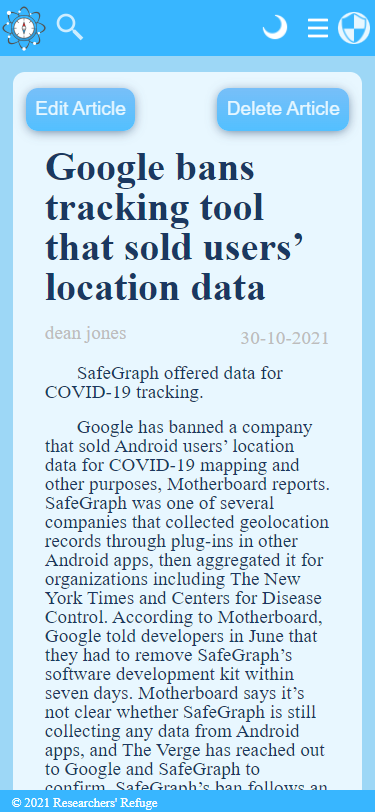 Edit Article
Delete Article
Google bans
tracking tool
that sold users’
location data
dean jones
30-10-2021
SafeGraph offered data for
COVID-19 tracking.
Google has banned a company
that sold Android users’ location
data for COVID-19 mapping and
other purposes, Motherboard reports.
SafeGraph was one of several
companies that collected geolocation
records through plug-ins in other
Android apps, then aggregated it for
organizations including The New
York Times and Centers for Disease
Control. According to Motherboard,
Google told developers in June that
they had to remove SafeGraph’s
software development kit within
seven days. Motherboard says it’s
not clear whether SafeGraph is still
collecting any data from Android
apps, and The Verge has reached out
to Google and SafeGraph to
confirm. SafeGraph’s ban follows an
© 2021 Researchers' Refuge